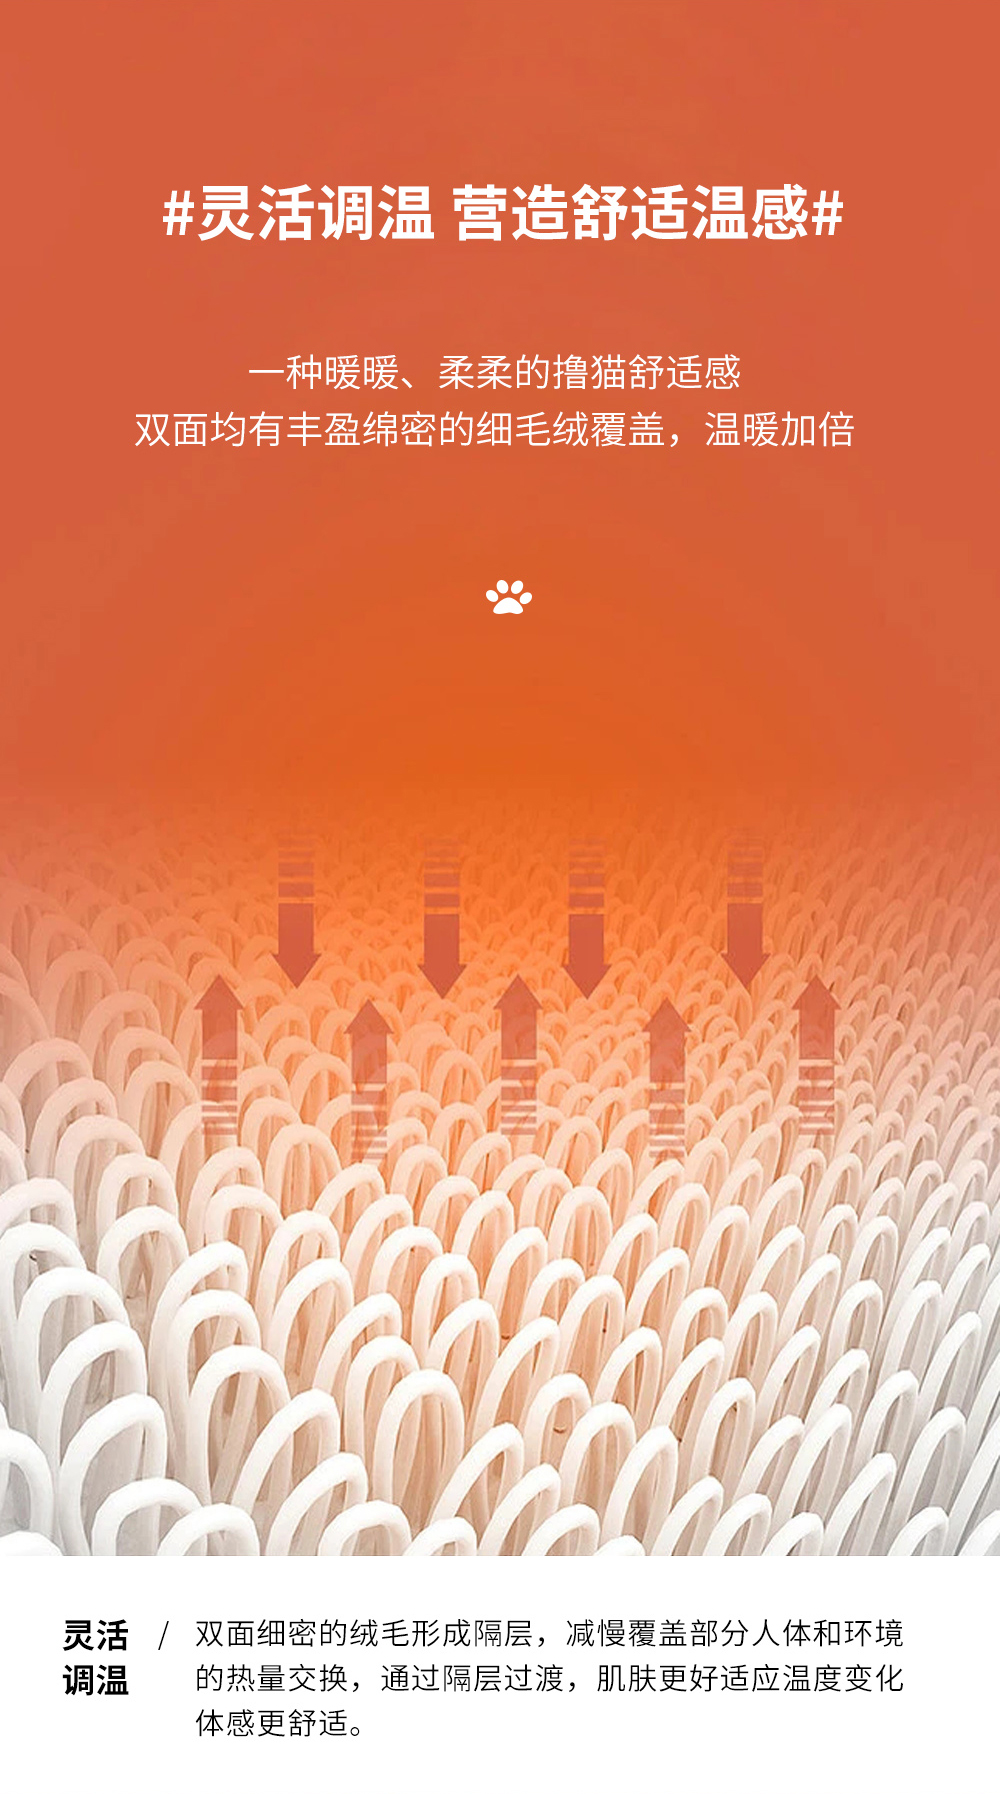 #灵活调温 营造舒适温感#
一种暖暖、柔柔的撸猫舒适感
双面均有丰盈绵密的细毛绒覆盖，温暖加倍
灵活
调温
/
双面细密的绒毛形成隔层，减慢覆盖部分人体和环境
的热量交换，通过隔层过渡，肌肤更好适应温度变化
体感更舒适。